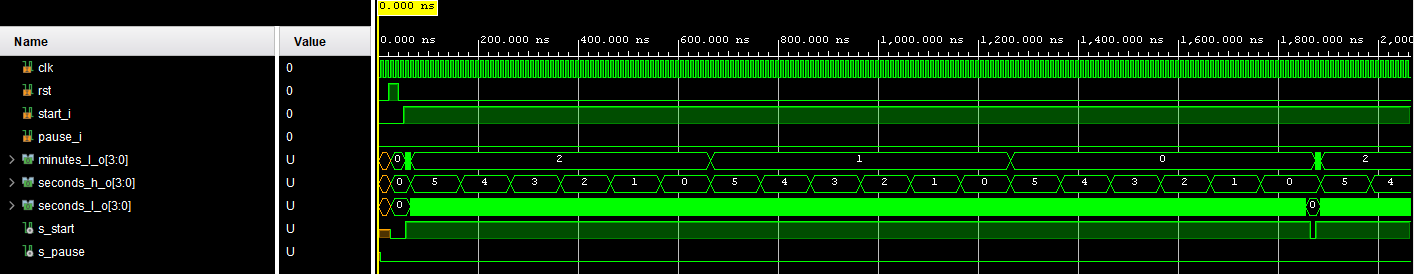 0.000 ns
Name Value
0.000 ns 200.000 ns 400.000 ns 600.000 ns 800.000 ns 1,000.000 ns 1,200.000 ns 1,400.000 ns 1,600.000 ns 1,800.000 ns 2,000
clk 0
rst 0
start_i 0
pause_i 0
minutes_l_o[3:0] U 0 2 1 0 2
seconds_h_o[3:0] U 0 5 4 3 2 1 0 5 4 3 2 1 0 5 4 3 2 1 0 5 4
seconds_l_o[3:0] U 0 0
s_start U
s_pause U